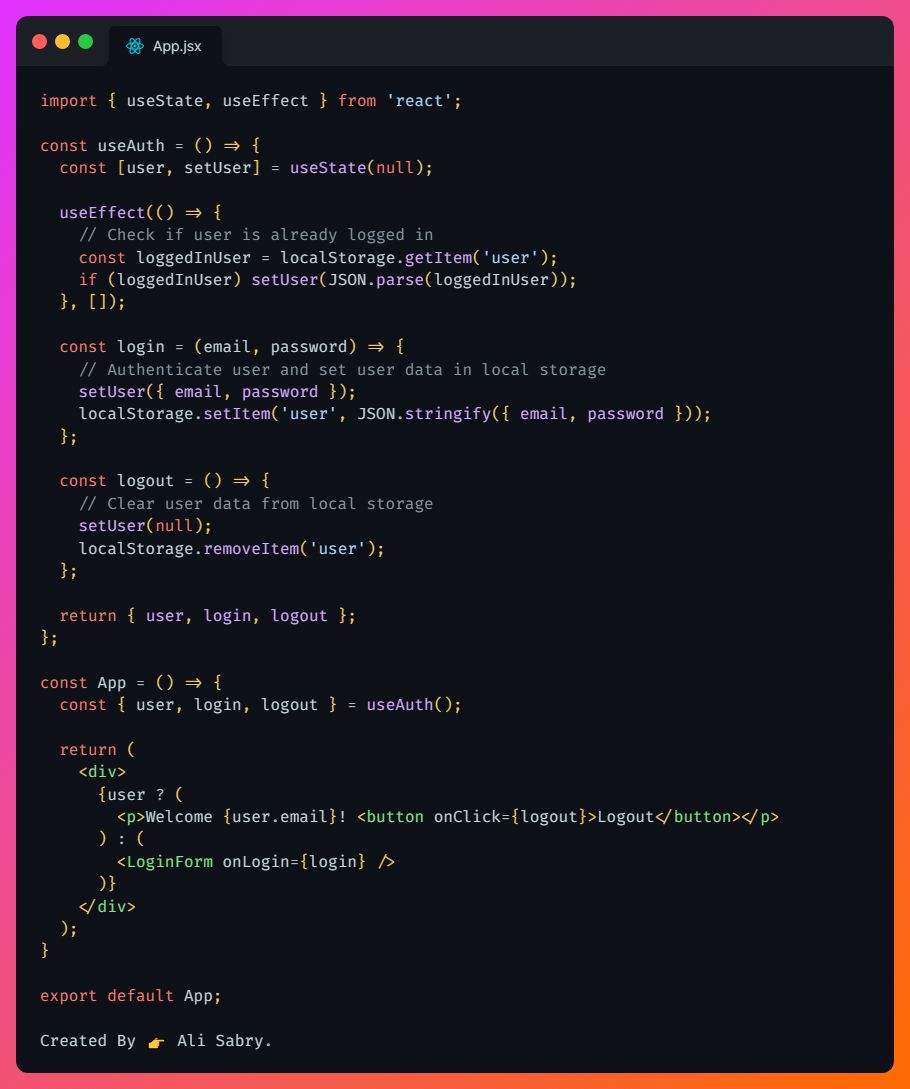 App.jsx
import { useState, useEffect } from 'react';
const useAuth = () => {
  const [user, setUser] = useState(null);
  useEffect(() => {
    // Check if user is already logged in
    const loggedInUser = localStorage.getItem('user');
    if (loggedInUser) setUser(JSON.parse(loggedInUser));
  }, []);
  const login = (email, password) => {
    // Authenticate user and set user data in local storage
    setUser({ email, password });
    localStorage.setItem('user', JSON.stringify({ email, password }));
  };
  const logout = () => {
    // Clear user data from local storage
    setUser(null);
    localStorage.removeItem('user');
  };
  return { user, login, logout };
};
const App = () => {
  const { user, login, logout } = useAuth();
  return (
    <div>
      {user ? (
        <p>Welcome {user.email}! <button onClick={logout}>Logout</button></p>
      ) : (
        <LoginForm onLogin={login} />
      )}
    </div>
  );
}
export default App;
Created By 👉 Ali Sabry.